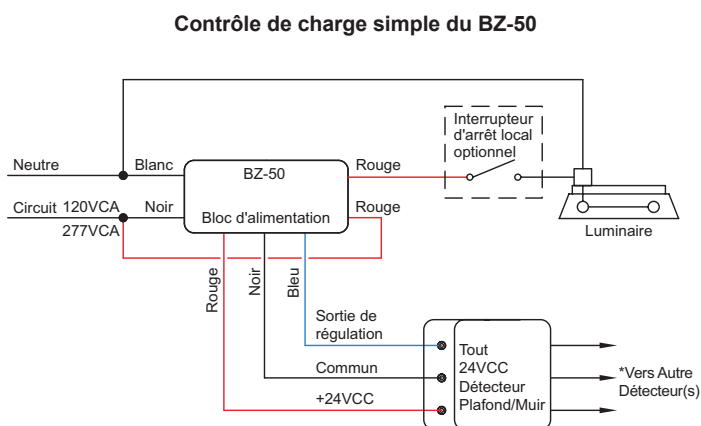 Contrôle de charge simple du BZ-50
Interrupteur
d'arrêt local
optionnel
Neutre
Blanc
BZ-50
Rouge
Circuit 120VCA
277VCA
Noir
Bloc d'alimentation
Rouge
Luminaire
Rouge
Noir
Bleu
Sortie de
régulation
Commun
+24VCC
Tout
24VCC
Détecteur
Plafond/Muir
*Vers Autre
Détecteur(s)